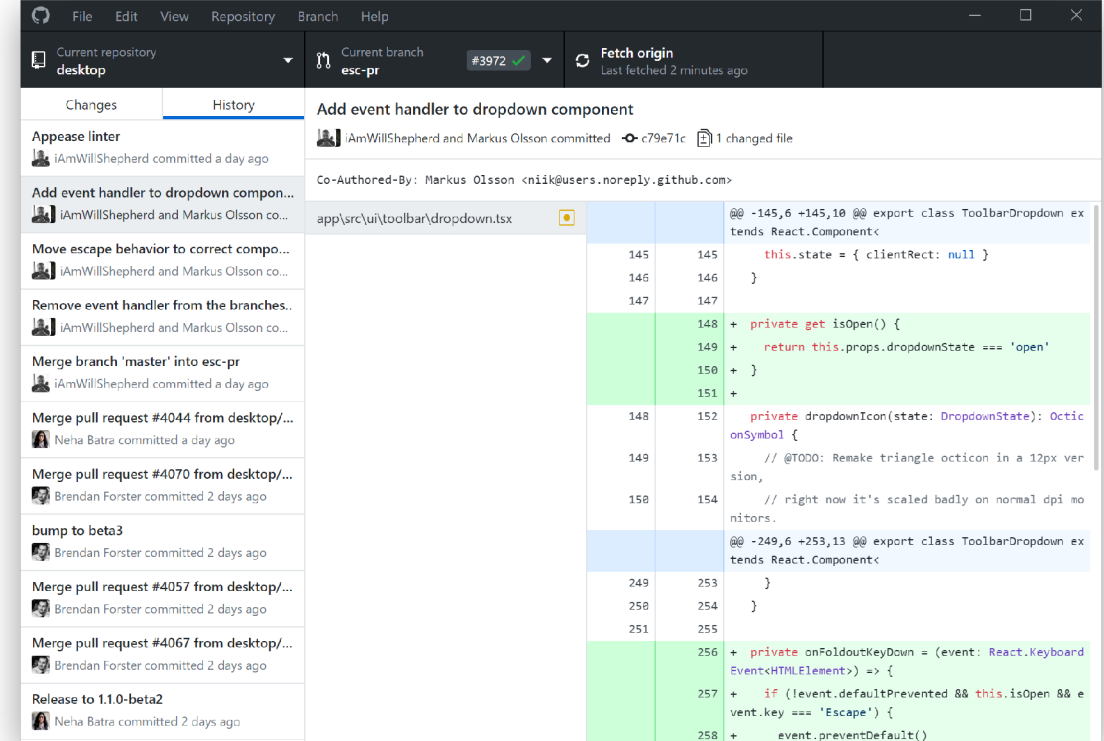 File Edit View Repository Branch Help
Current repository
desktop
Current branch
esc-pr
#3972
Fetch origin
Last fetched 2 minutes ago
Changes History
Appease linter
iAmWillShepherd committed a day ago
Add event handler to dropdown compon...
iAmWillShepherd and Markus Olsson co...
Move escape behavior to correct compo...
iAmWillShepherd and Markus Olsson co...
Remove event handler from the branches..
iAmWillShepherd and Markus Olsson co...
Merge branch 'master' into esc-pr
iAmWillShepherd committed a day ago
Merge pull request #4044 from desktop/...
Neha Batra committed a day ago
Merge pull request #4070 from desktop/...
Brendan Forster committed 2 days ago
bump to beta3
Brendan Forster committed 2 days ago
Merge pull request #4057 from desktop/...
Brendan Forster committed 2 days ago
Merge pull request #4067 from desktop/...
Brendan Forster committed 2 days ago
Release to 1.1.0-beta2
Neha Batra committed 2 days ago
Add event handler to dropdown component
iAmWillShepherd and Markus Olsson committed c79e71c 1 changed file
Co-Authored-By: Markus Olsson <niik@users.noreply.github.com>
app\src\ui\toolbar\dropdown.tsx
@@ -145,6 +145,10 @@ export class ToolbarDropdown ex
tends React.Component<
145 145 this.state = { clientRect: null }
146 146 }
147 147
148 + private get isOpen() {
149 + return this.props.dropdownState === 'open'
150 + }
151 +
148 152 private dropdownIcon(state: DropdownState): Octic
onSymbol {
149 153 // @TODO: Remake triangle octicon in a 12px ver
sion,
150 154 // right now it's scaled badly on normal dpi mo
nitors.
@@ -249,6 +253,13 @@ export class ToolbarDropdown ex
tends React.Component<
249 253 }
250 254 }
251 255
256 + private onFoldoutKeyDown = (event: React.Keyboard
Event<HTMLElement>) => {
257 + if (!event.defaultPrevented && this.isOpen && e
vent.key === 'Escape') {
258 + event.preventDefault()